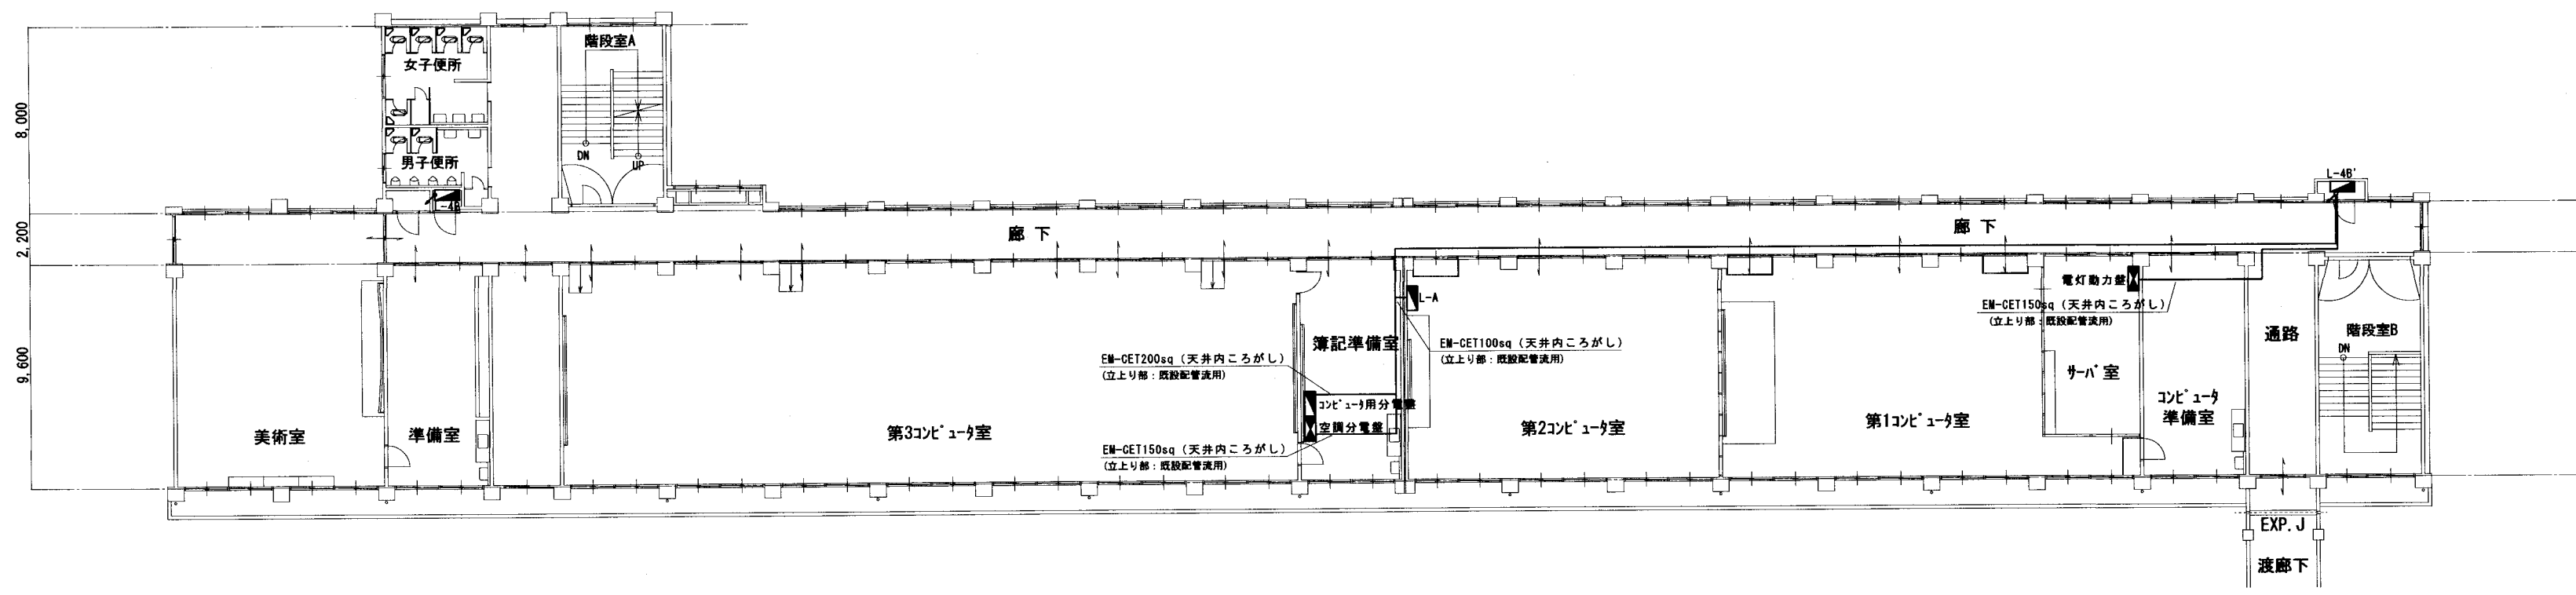 階段室A
女子便所
8,000
DN
UP
男子便所
L-4B'
L-4B
2,200
廊 下
廊 下
電灯動力盤
L-A
EM-CET150sq (天井内ころがし)
(立上り部:既設配管流用)
通路
階段室B
DN
簿記準備室
EM-CET100sq (天井内ころがし)
(立上り部:既設配管流用)
EM-CET200sq (天井内ころがし)
(立上り部:既設配管流用)
9,600
サーバ室
コンピュータ
準備室
コンピュータ用分電盤
空調分電盤
美術室
準備室
第3コンピュータ室
第2コンピュータ室
第1コンピュータ室
EM-CET150sq (天井内ころがし)
(立上り部:既設配管流用)
EXP.J
渡廊下